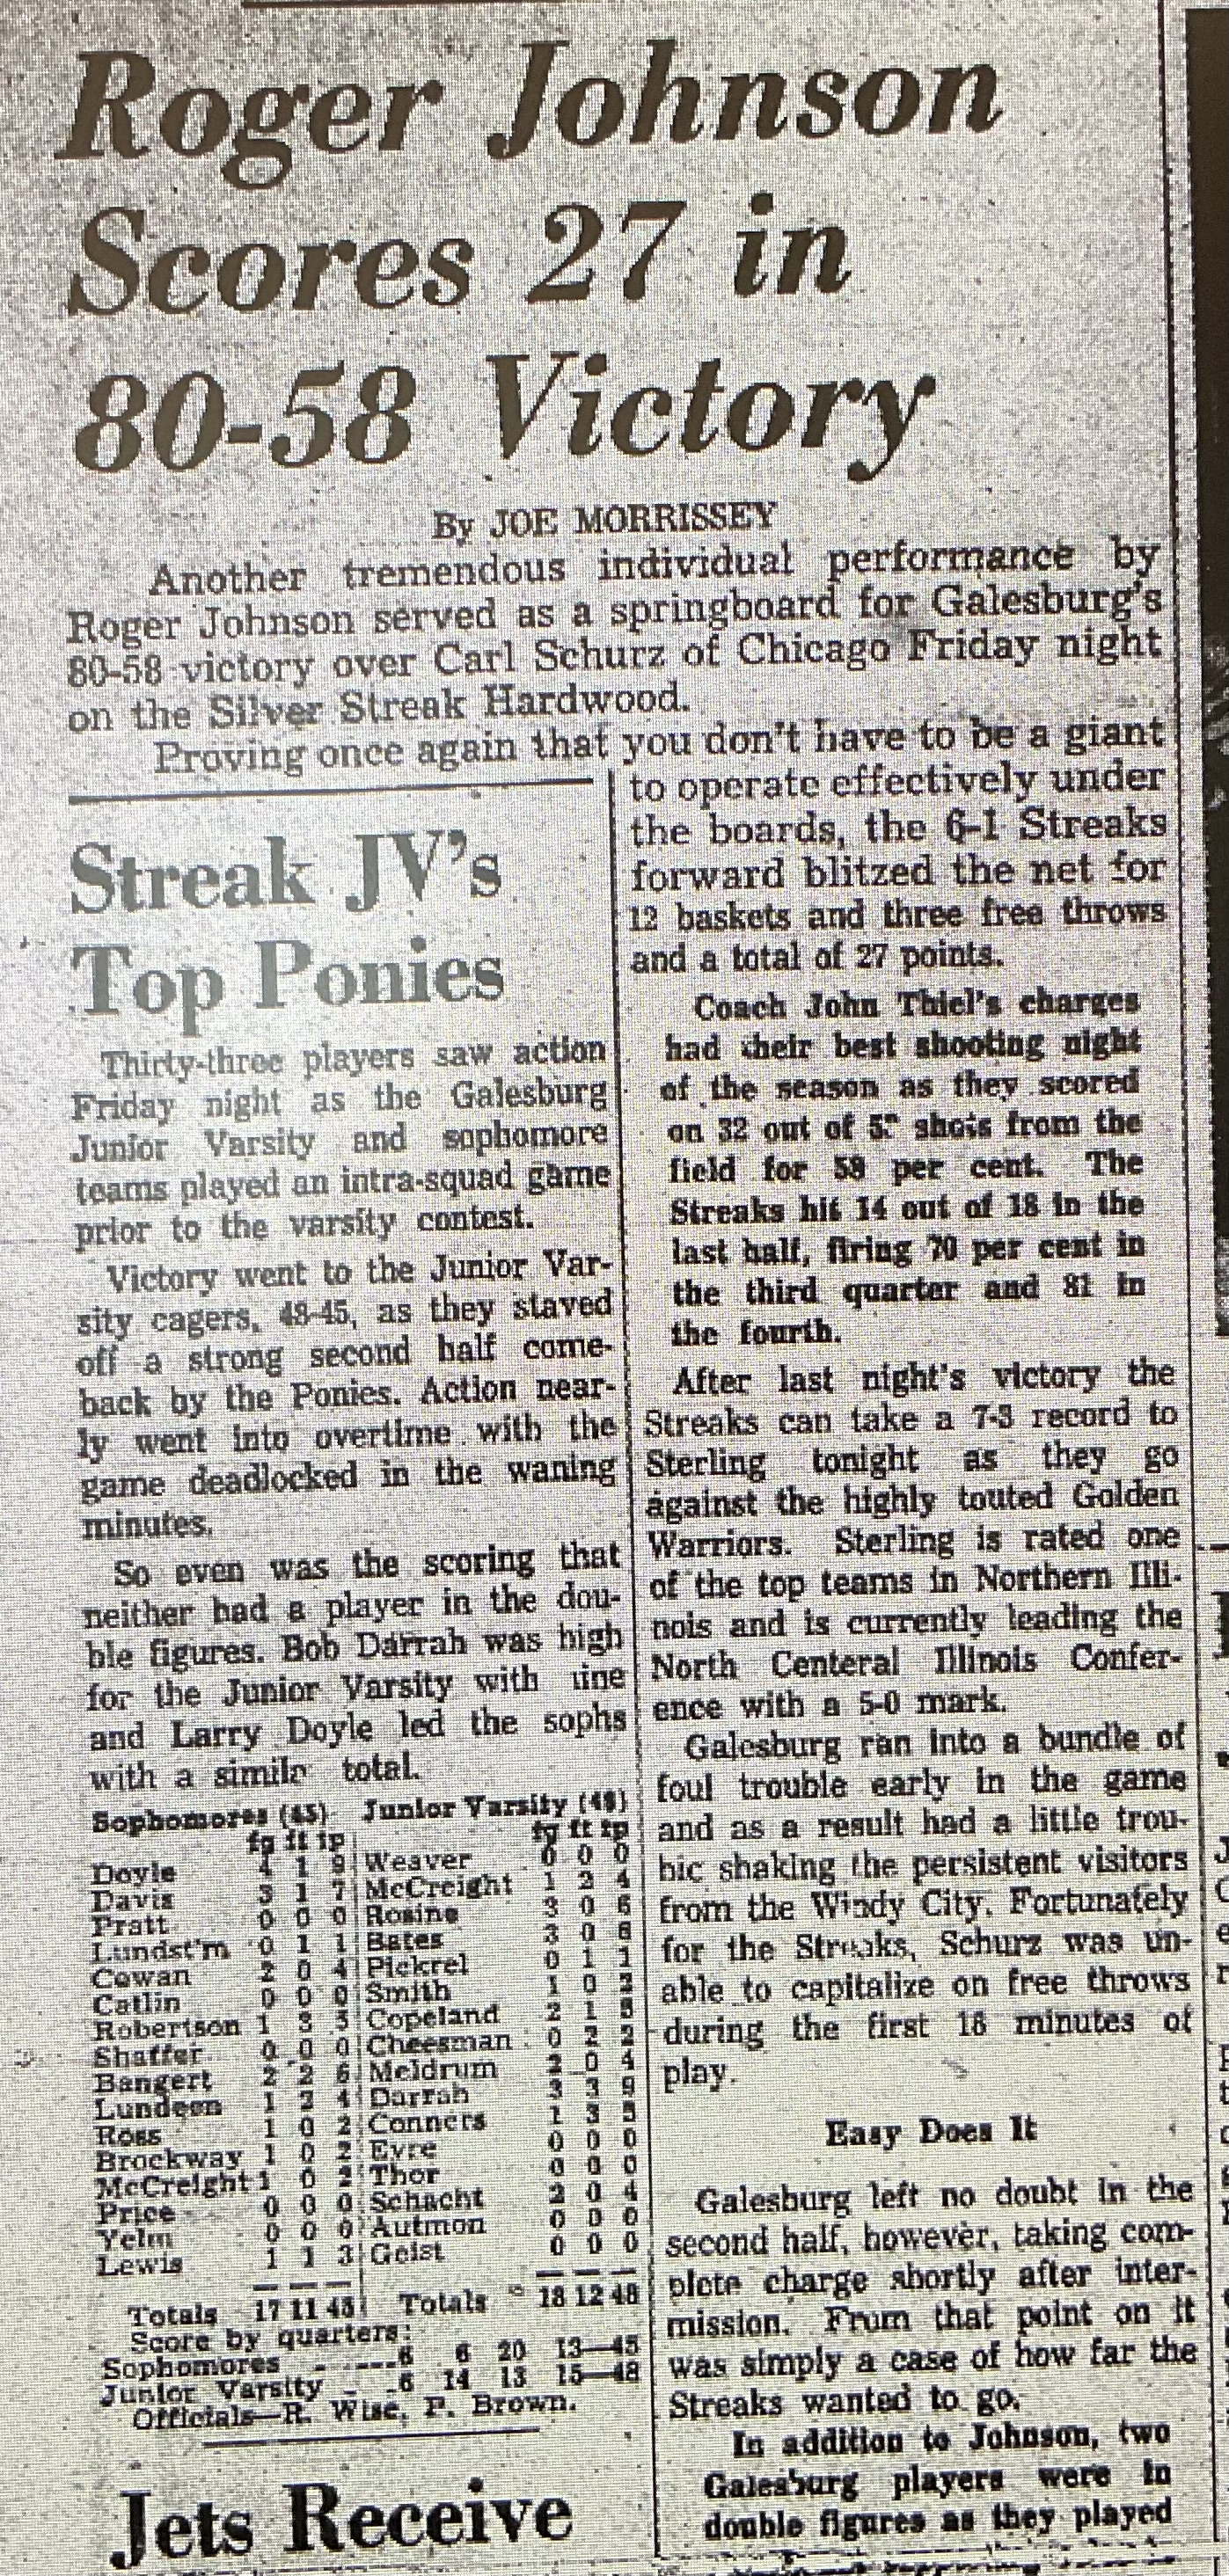 Roger Johnson
Scores 27 in
80-58 Victory
By JOE MORRISSEY
Another tremendous individual performance by
Roger Johnson served as a springboard for Galesburg's
80-58 victory over Carl Schurz of Chicago Friday night
on the Silver Streak Hardwood.
Proving once again that you don't have to be a giant
to operate effectively under
the boards, the 6-1 Streaks
forward blitzed the net for
12 baskets and three free throws
and a total of 27 points.
Coach John Thiel's charges
had their best shooting night
of the season as they scored
on 32 out of shots from the
field for 58 per cent. The
Streaks hit 14 out of 18 in the
last half, firing 70 per cent in
the third quarter and 81 in
the fourth.
After last night's victory the
Streaks can take a 7-3 record to
Sterling tonight as they go
against the highly touted Golden
Warriors. Sterling is rated one
of the top teams in Northern Illi-
nois and is currently leading the
North Centeral Illinois Confer-
ence with a 5-0 mark.
Galesburg ran into a bundle of
foul trouble early in the game
and as a result had a little trou-
ble shaking the persistent visitors
from the Windy City. Fortunately
for the Streaks, Schurz was un-
able to capitalize on free throws
during the first 16 minutes of
play.
Easy Does It
Galesburg left no doubt in the
second half, however, taking com-
plete charge shortly after inter-
mission. From that point on it
was simply a case of how far the
Streaks wanted to go.
In addition to Johnson, two
Galesburg players were in
double figures as they played
Streak JV's
Top Ponies
Thirty-three players saw action
Friday night as the Galesburg
Junior Varsity and sophomore
teams played an intra-squad game
prior to the varsity contest.
Victory went to the Junior Var-
sity cagers, 48-45, as they staved
off a strong second half come-
back by the Ponies. Action near-
ly went into overtime with the
game deadlocked in the waning
minutes.
So even was the scoring that
neither had a player in the dou-
ble figures. Bob Darrah was high
for the Junior Varsity with nine
and Larry Doyle led the sophs
with a similar total.
Sophomores (45) Junior Varsity (48)
fg ft tp fg ft tp
Doyle 4 1 9 Weaver 0 0 0
Davis 3 1 7 McCreight 1 2 4
Pratt 0 0 0 Rosine 3 0 6
Lundst'm 0 1 1 Bates 3 0 6
Cowan 2 0 4 Pickrel 0 1 1
Catlin 0 0 0 Smith 1 0 2
Robertson 1 3 5 Copeland 2 1 5
Shaffer 0 0 0 Cheesman 0 2 2
Bangert 2 2 6 Meldrum 2 0 4
Lundeen 1 2 4 Darrah 3 3 9
Ross 1 0 2 Conners 1 3 5
Brockway 1 0 2 Eyre 0 0 0
McCreight 1 0 2 Thor 0 0 0
Price 0 0 0 Schacht 2 0 4
Yelm 0 0 0 Autmon 0 0 0
Lewis 1 1 3 Geist 0 0 0
Totals 17 11 45 Totals 18 12 48
Score by quarters:
Sophomores 6 6 20 13—45
Junior Varsity 6 14 13 15—48
Officials—R. Wise, P. Brown.
Jets Receive